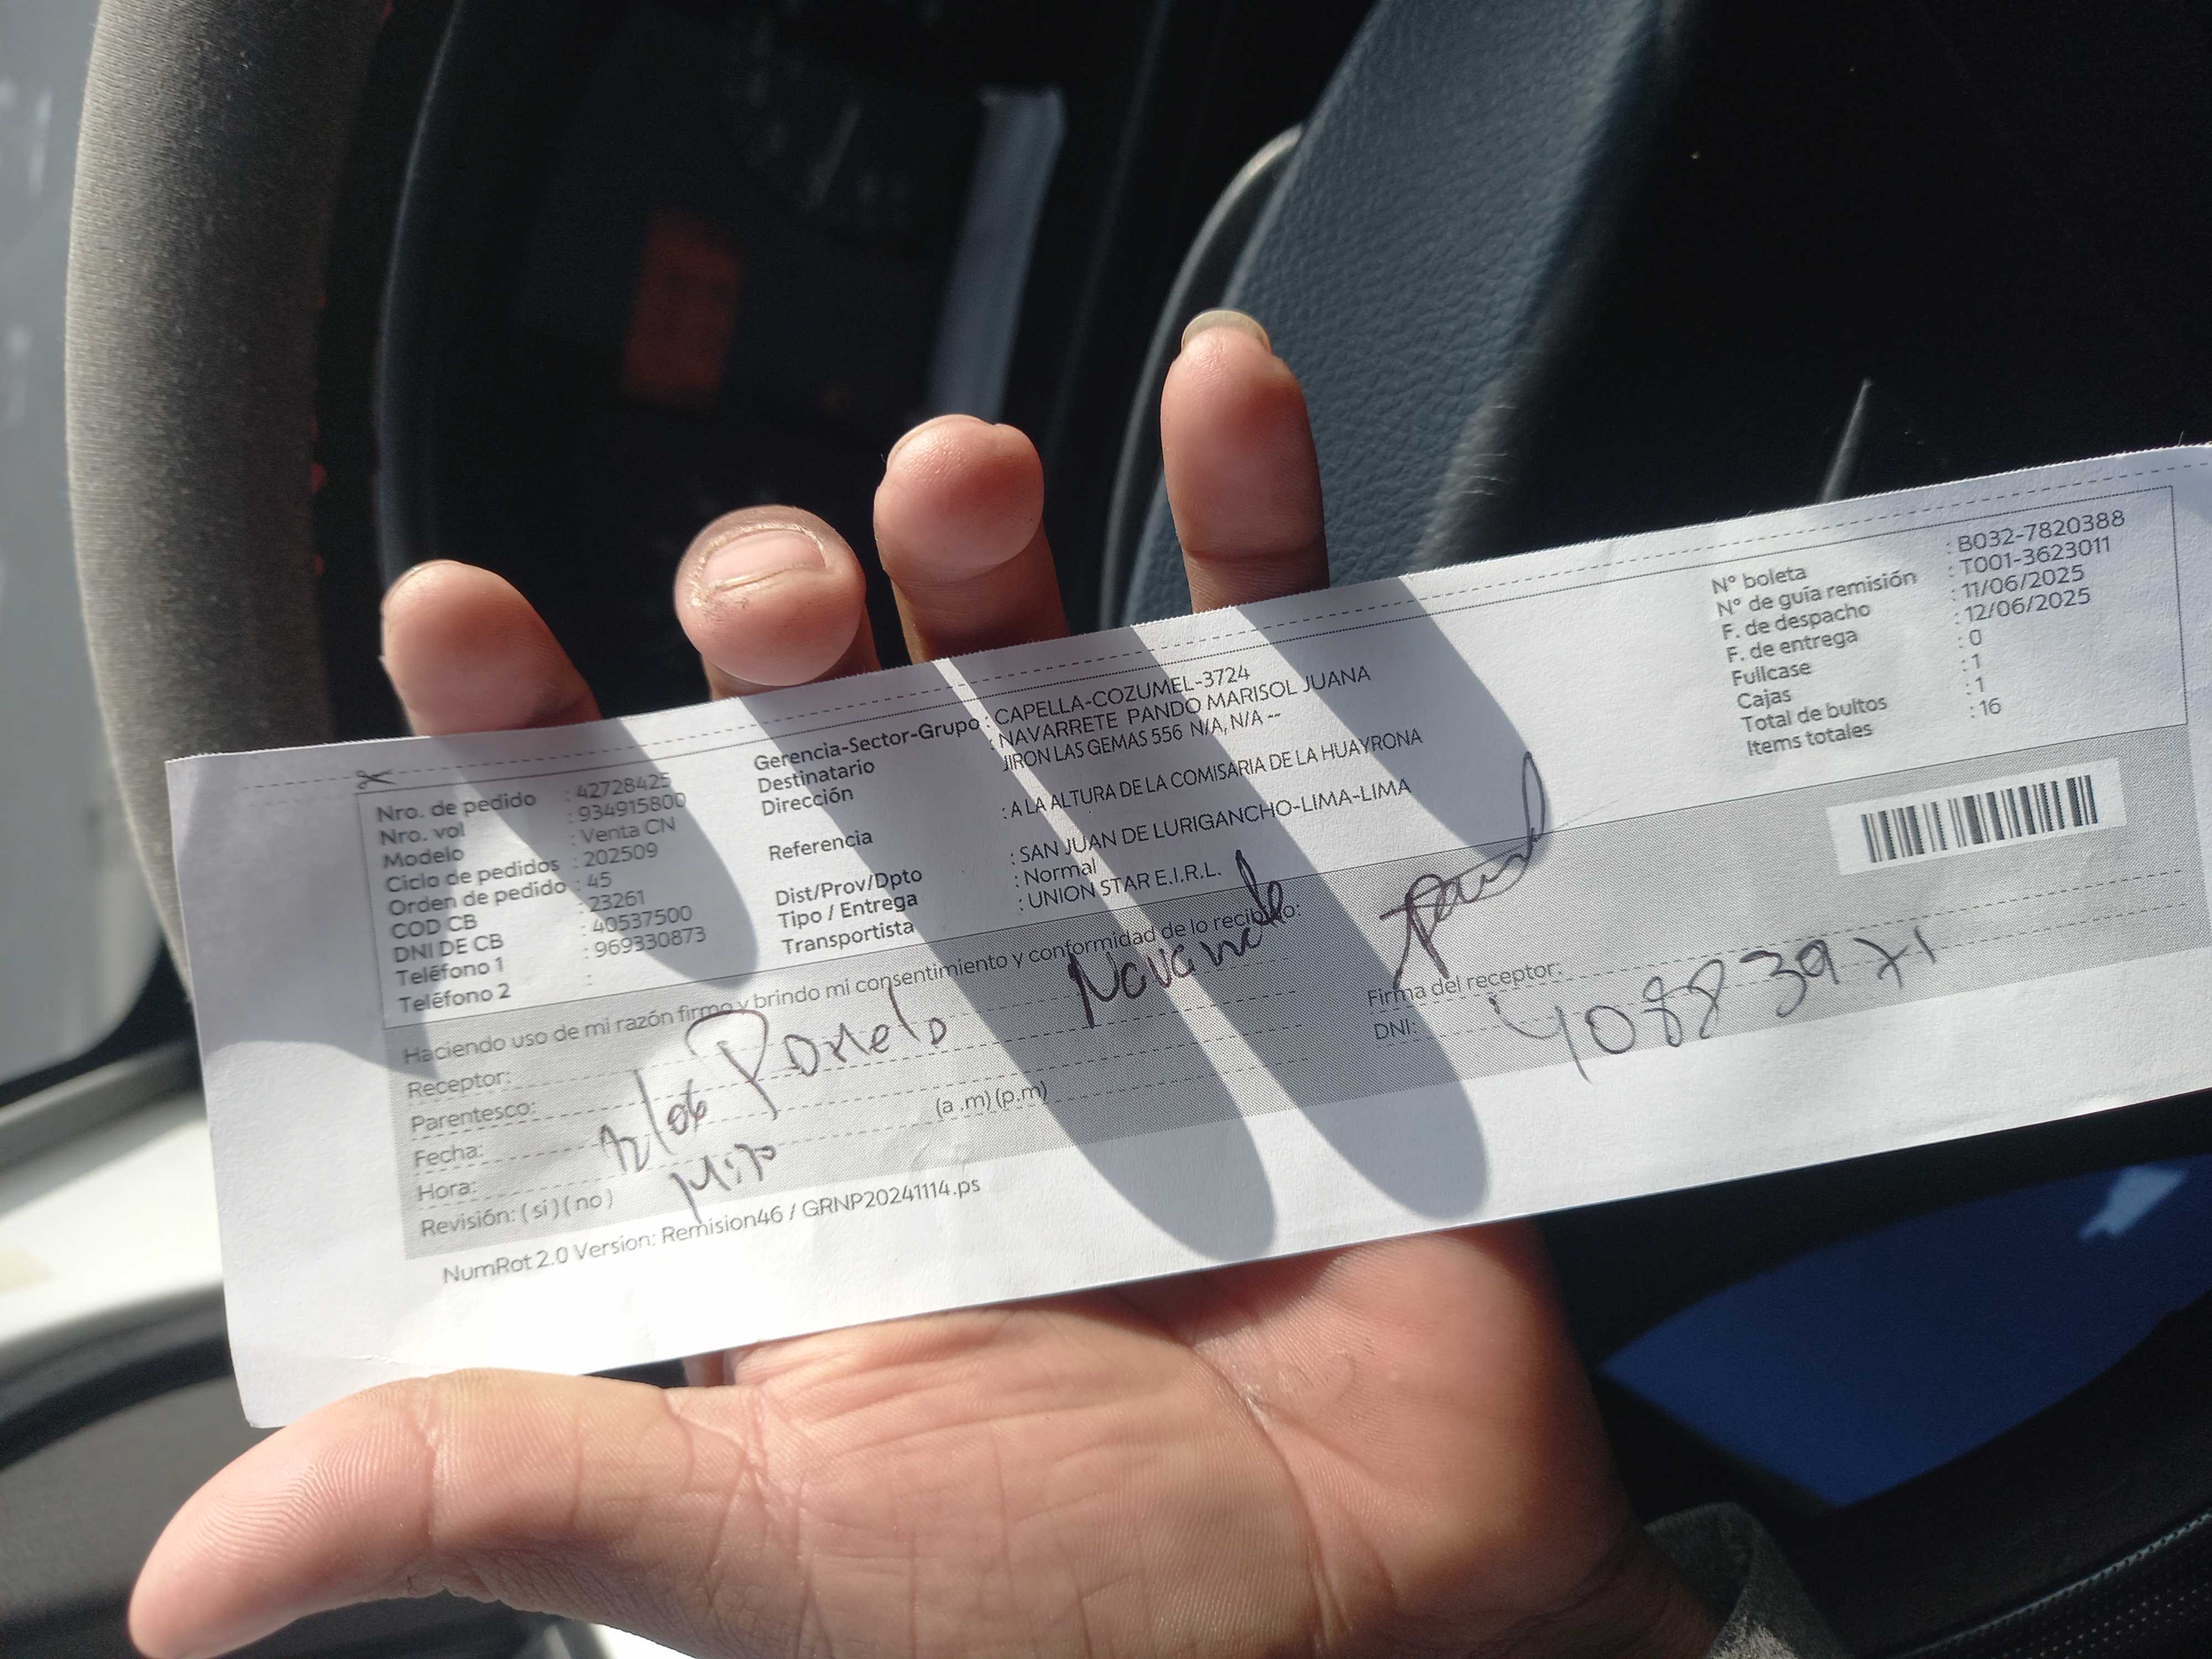 Nro. de pedido : 42728425
Nro. vol : 934915800
Modelo : Venta CN
Ciclo de pedidos : 202509
Orden de pedido : 45
COD CB : 23261
DNI DE CB : 40537500
Teléfono 1 : 969330873
Teléfono 2 :
Gerencia-Sector-Grupo : CAPELLA-COZUMEL-3724
Destinatario : NAVARRETE PANDO MARISOL JUANA
Dirección JIRON LAS GEMAS 556 N/A, N/A --
Referencia : A LA ALTURA DE LA COMISARIA DE LA HUAYRONA
Dist/Prov/Dpto : SAN JUAN DE LURIGANCHO-LIMA-LIMA
Tipo / Entrega : Normal
Transportista : UNION STAR E.I.R.L.
N° boleta : B032-7820388
N° de guía remisión : T001-3623011
F. de despacho : 11/06/2025
F. de entrega : 12/06/2025
Fullcase : 0
Cajas : 1
Total de bultos : 1
Items totales : 16
Haciendo uso de mi razón firmo y brindo mi consentimiento y conformidad de lo recibido:
Receptor:
Parentesco:
Fecha: 12/06
Hora: (a .m) (p.m)
Revisión: ( si ) ( no )
Firma del receptor:
DNI: 40883971
NumRot 2.0 Version: Remision46 / GRNP20241114.ps